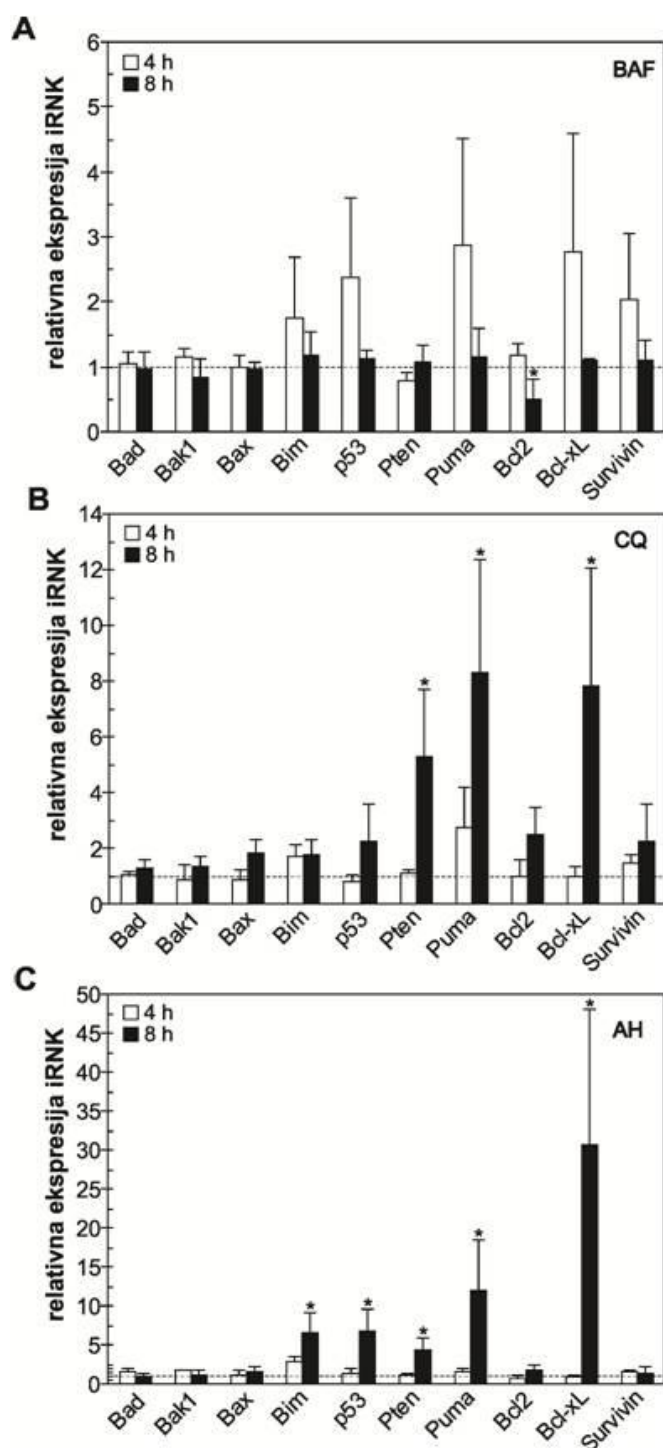 A
relativna ekspresija iRNK
6
5
4
3
2
1
0
4 h
8 h
BAF
*
Bad Bak1 Bax Bim p53 Pten Puma Bcl2 Bcl-xL Survivin
B
relativna ekspresija iRNK
14
12
10
8
6
4
2
0
4 h
8 h
CQ
* * *
Bad Bak1 Bax Bim p53 Pten Puma Bcl2 Bcl-xL Survivin
C
relativna ekspresija iRNK
50
45
40
35
30
25
20
15
10
5
0
4 h
8 h
AH
* * * * *
Bad Bak1 Bax Bim p53 Pten Puma Bcl2 Bcl-xL Survivin